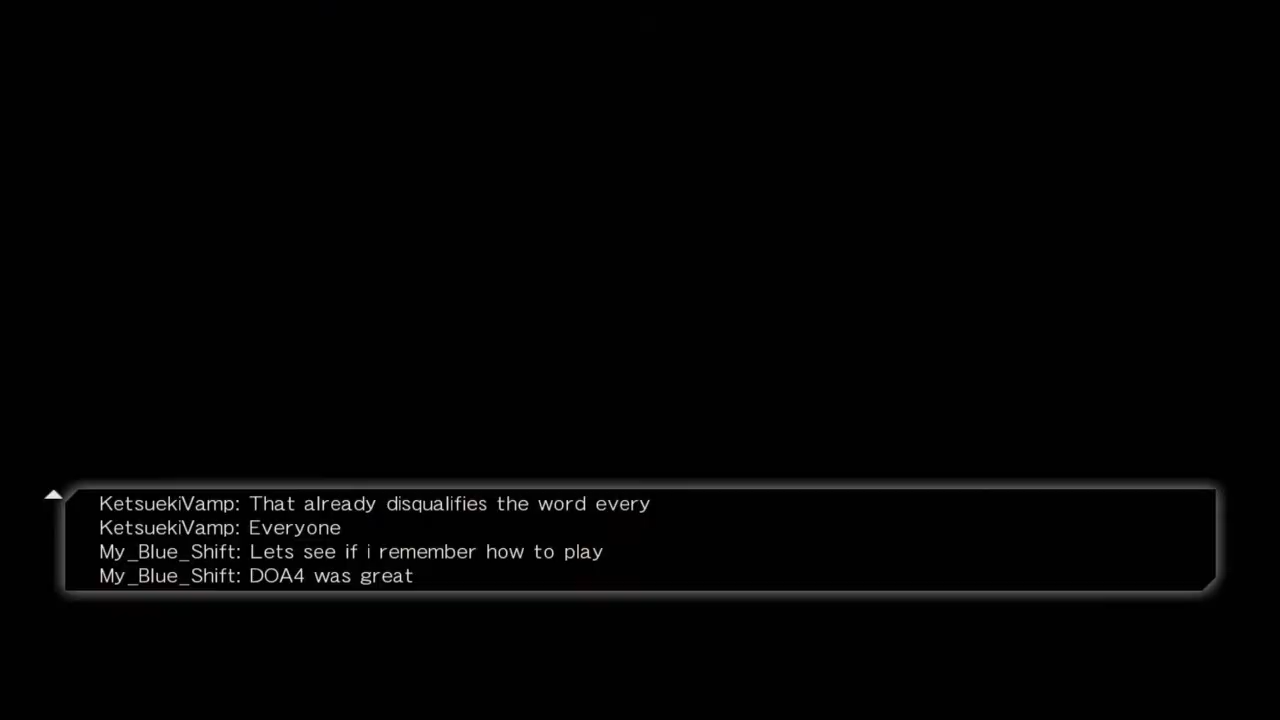 KetsuekiVamp: That already disqualifies the word every
KetsuekiVamp: Everyone
My_Blue_Shift: Lets see if i remember how to play
My_Blue_Shift: DOA4 was great